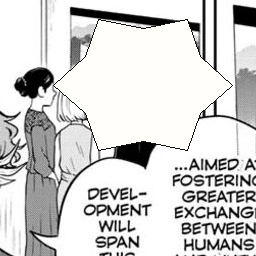 DEVEL-
OPMENT
WILL
SPAN
...AIMED AT
FOSTERING
GREATER
EXCHANGE
BETWEEN
HUMANS